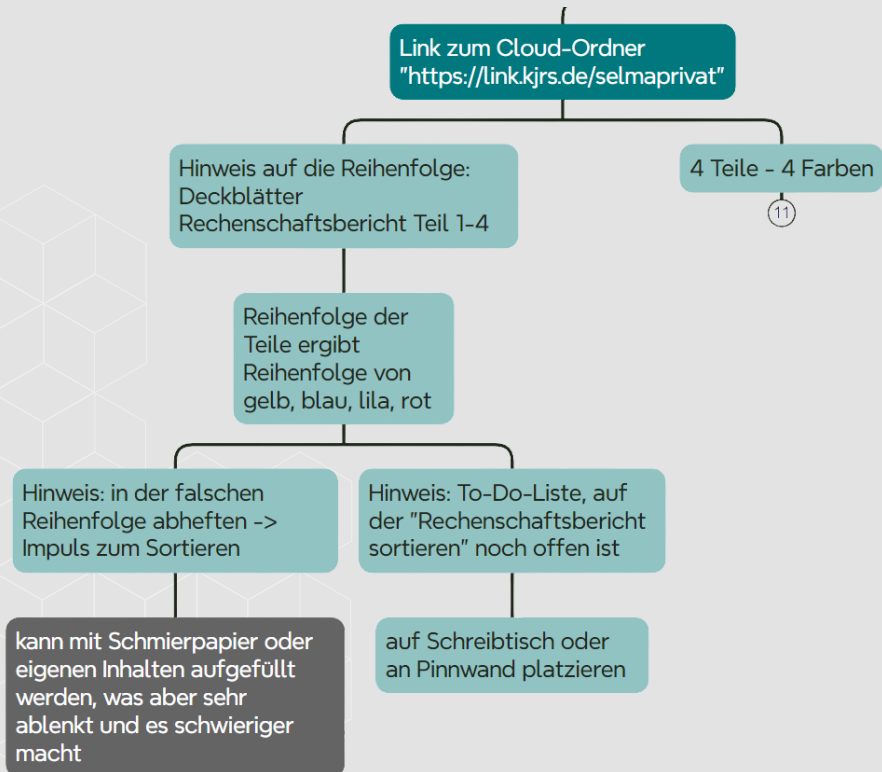 Link zum Cloud-Ordner
"https://link.kjrs.de/selmaprivat"
Hinweis auf die Reihenfolge:
Deckblätter
Rechenschaftsbericht Teil 1-4
4 Teile - 4 Farben
11
Reihenfolge der
Teile ergibt
Reihenfolge von
gelb, blau, lila, rot
Hinweis: in der falschen
Reihenfolge abheften ->
Impuls zum Sortieren
Hinweis: To-Do-Liste, auf
der "Rechenschaftsbericht
sortieren" noch offen ist
kann mit Schmierpapier oder
eigenen Inhalten aufgefüllt
werden, was aber sehr
ablenkt und es schwieriger
macht
auf Schreibtisch oder
an Pinnwand platzieren